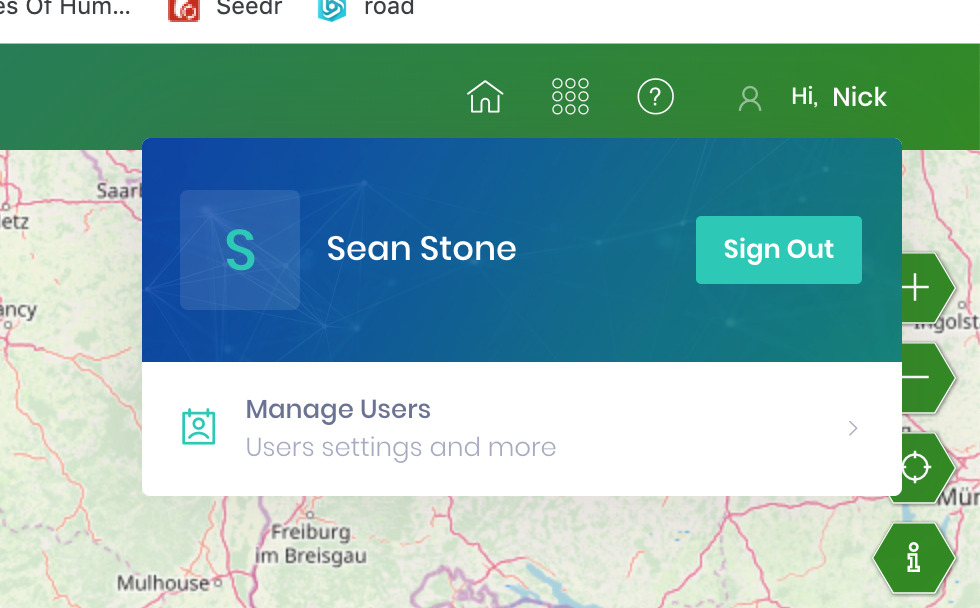 es Of Hum...
Seedr
road
?
Hi, Nick
Saarb
etz
S
Sean Stone
Sign Out
ancy
Ingolst
Manage Users
Users settings and more
Mün
Freiburg
im Breisgau
Mulhouse
i